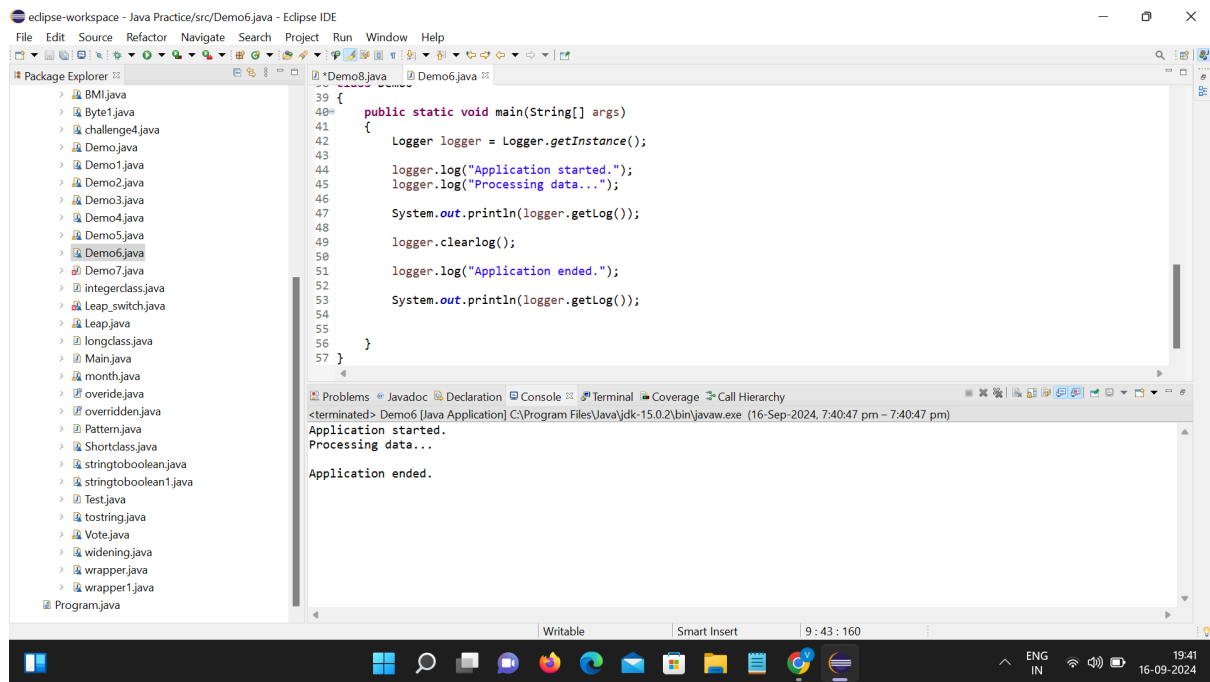 eclipse-workspace - Java Practice/src/Demo6.java - Eclipse IDE
File Edit Source Refactor Navigate Search Project Run Window Help
Package Explorer
BMI.java
Byte1.java
challenge4.java
Demo.java
Demo1.java
Demo2.java
Demo3.java
Demo4.java
Demo5.java
Demo6.java
Demo7.java
integerclass.java
Leap_switch.java
Leap.java
longclass.java
Main.java
month.java
overide.java
overridden.java
Pattern.java
Shortclass.java
stringtoboolean.java
stringtoboolean1.java
Test.java
tostring.java
Vote.java
widening.java
wrapper.java
wrapper1.java
Program.java
*Demo8.java Demo6.java
39 {
40 public static void main(String[] args)
41 {
42 Logger logger = Logger.getInstance();
43
44 logger.log("Application started.");
45 logger.log("Processing data...");
46
47 System.out.println(logger.getLog());
48
49 logger.clearlog();
50
51 logger.log("Application ended.");
52
53 System.out.println(logger.getLog());
54
55
56 }
57 }
Problems Javadoc Declaration Console Terminal Coverage Call Hierarchy
<terminated> Demo6 [Java Application] C:\Program Files\Java\jdk-15.0.2\bin\javaw.exe (16-Sep-2024, 7:40:47 pm – 7:40:47 pm)
Application started.
Processing data...
Application ended.
Writable Smart Insert 9 : 43 : 160
V
ENG
IN
19:41
16-09-2024